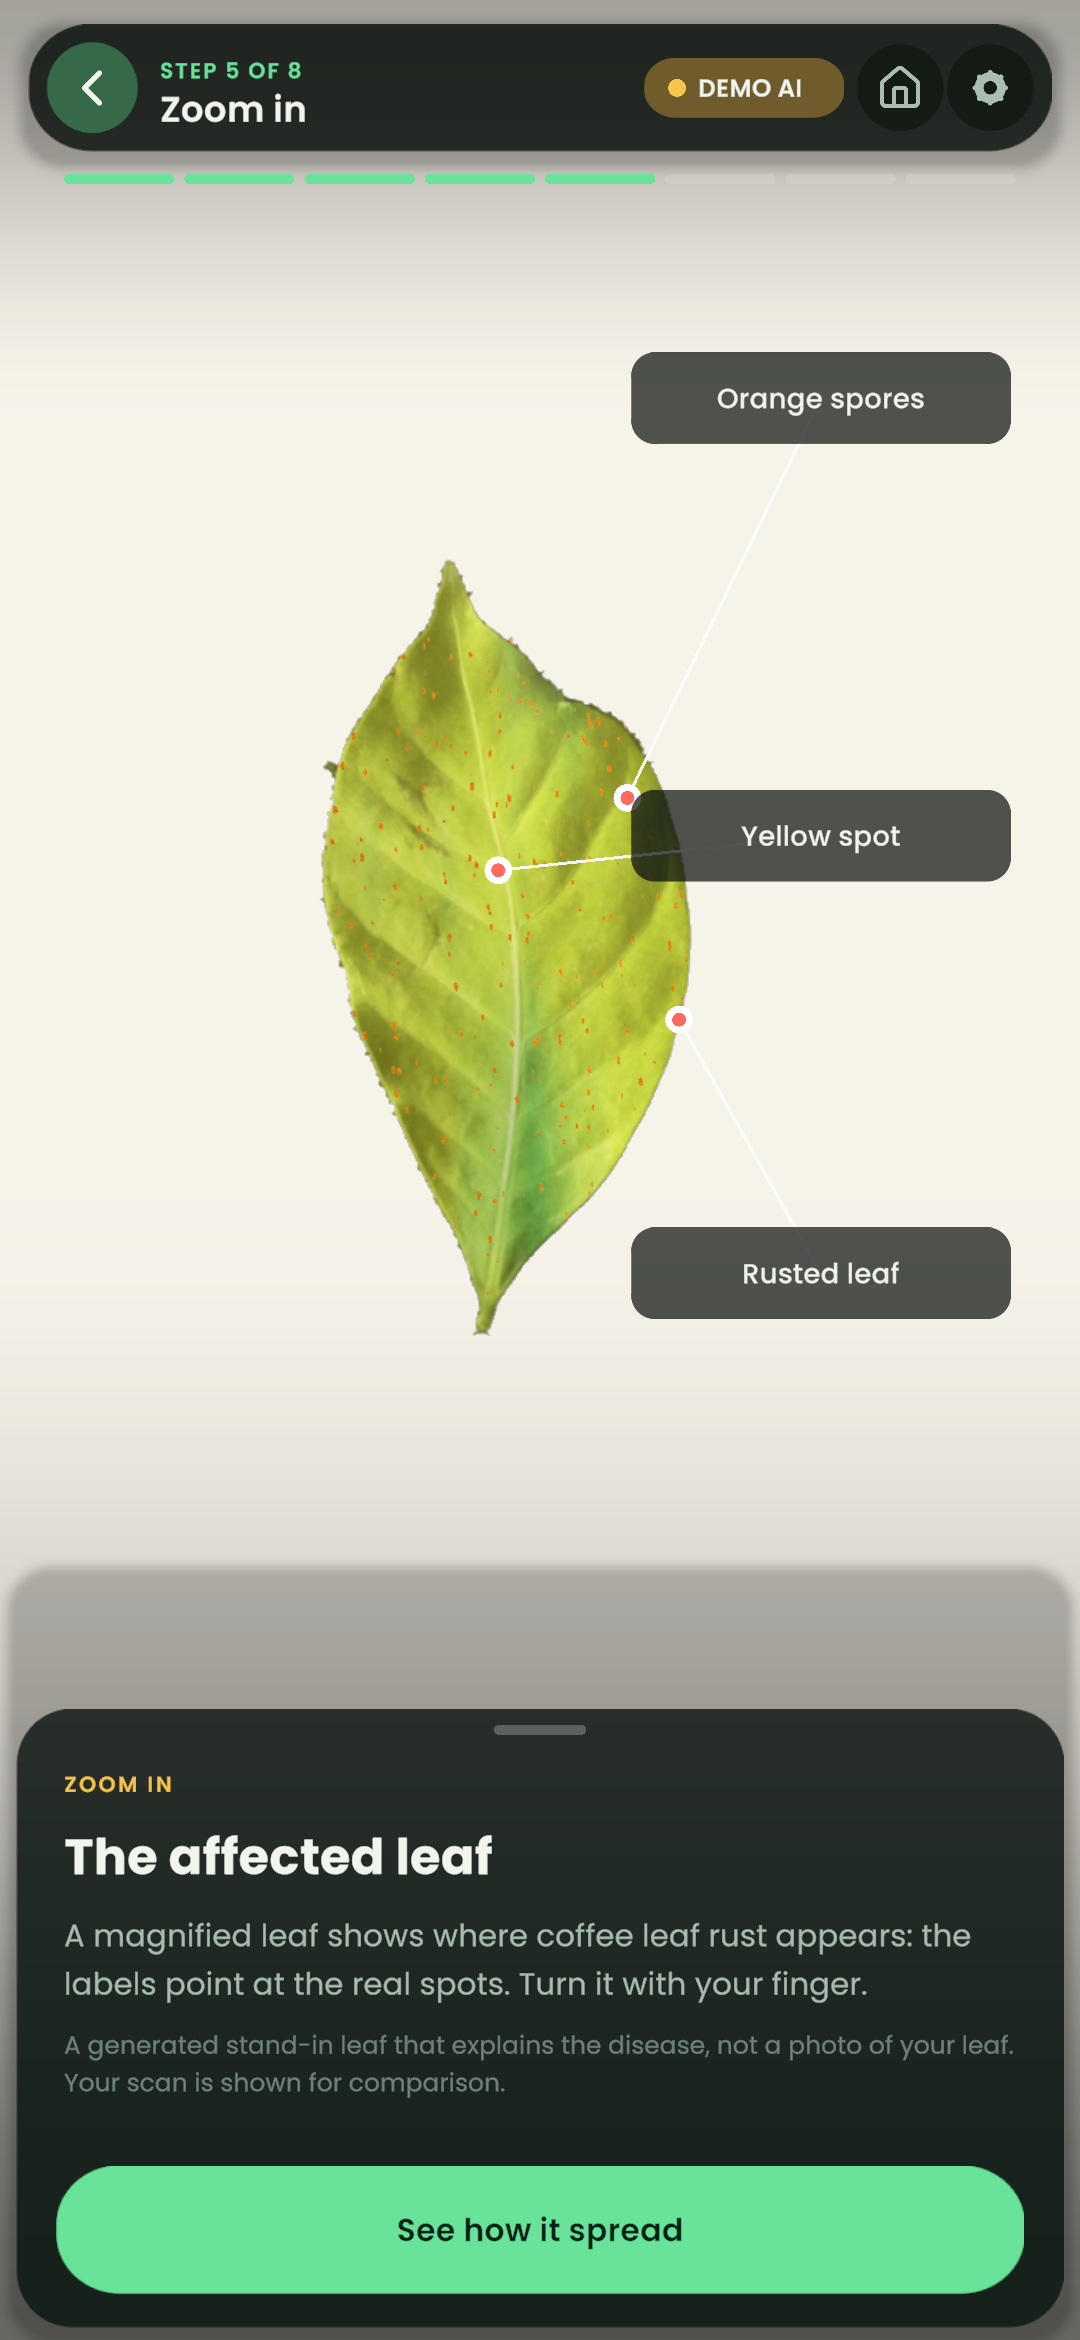 STEP 5 OF 8
Zoom in
DEMO AI
Orange spores
Yellow spot
Rusted leaf
ZOOM IN
The affected leaf
A magnified leaf shows where coffee leaf rust appears: the
labels point at the real spots. Turn it with your finger.
A generated stand-in leaf that explains the disease, not a photo of your leaf.
Your scan is shown for comparison.
See how it spread